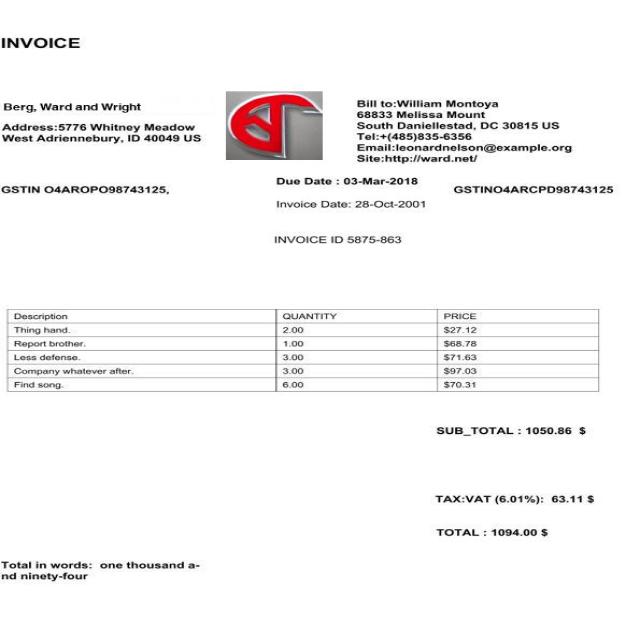 INVOICE
Berg, Ward and Wright
Address:5776 Whitney Meadow
West Adriennebury, ID 40049 US
Bill to:William Montoya
68833 Melissa Mount
South Daniellestad, DC 30815 US
Tel:+(485)835-6356
Email:leonardnelson@example.org
Site:http://ward.net/
GSTIN O4AROPO98743125,
Due Date : 03-Mar-2018
GSTINO4ARCPD98743125
Invoice Date: 28-Oct-2001
INVOICE ID 5875-863
Description QUANTITY PRICE
Thing hand. 2.00 $27.12
Report brother. 1.00 $68.78
Less defense. 3.00 $71.63
Company whatever after. 3.00 $97.03
Find song. 6.00 $70.31
SUB_TOTAL : 1050.86 $
TAX:VAT (6.01%): 63.11 $
TOTAL : 1094.00 $
Total in words: one thousand a-
nd ninety-four